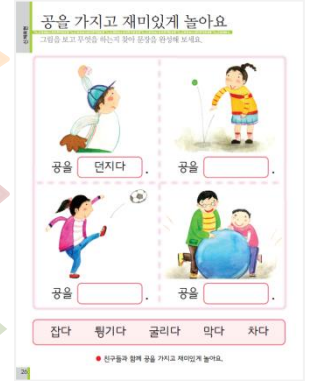 공을 가지고 재미있게 놀아요
그림을 보고 무엇을 하는지 찾아 문장을 완성해 보세요.
공을 던지다 . 공을 .
공을 . 공을 .
잡다 튕기다 굴리다 막다 차다
● 친구들과 함께 공을 가지고 재미있게 놀아요.
26